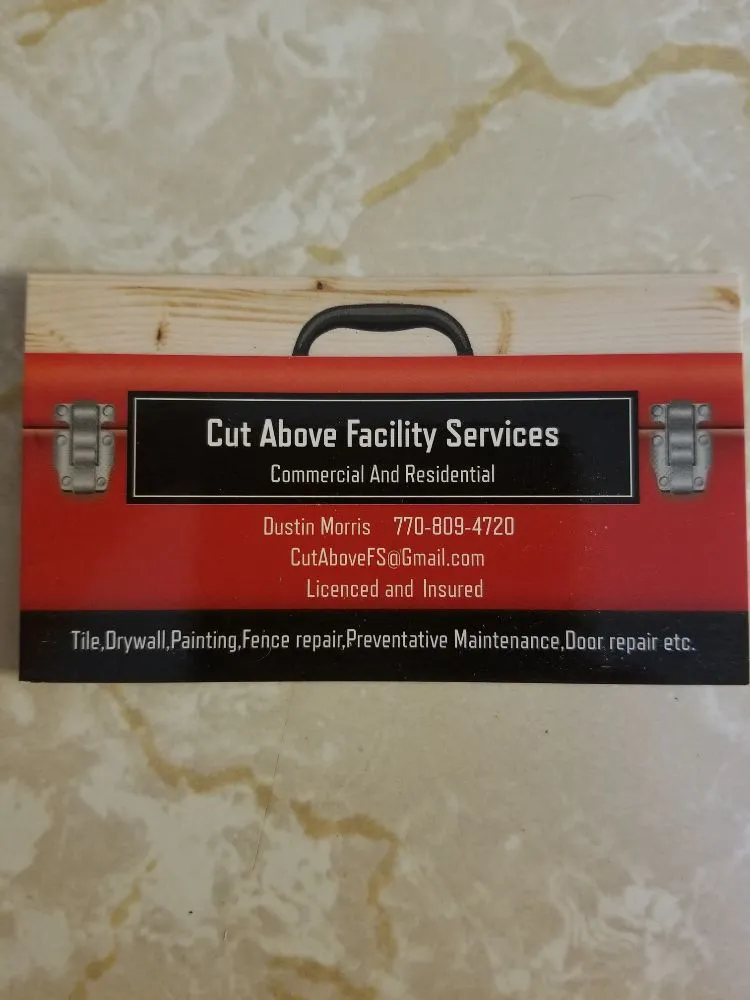 Cut Above Facility Services
Commercial And Residential
Dustin Morris 770-809-4720
CutAboveFS@Gmail.com
Licenced and Insured
Tile,Drywall,Painting,Fence repair,Preventative Maintenance,Door repair etc.